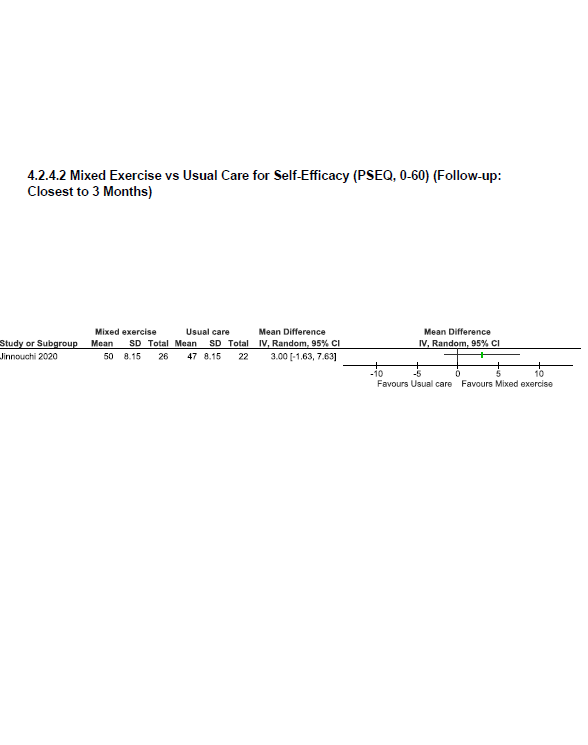 4.2.4.2 Mixed Exercise vs Usual Care for Self-Efficacy (PSEQ, 0-60) (Follow-up:
Closest to 3 Months)
Mixed exercise Usual care Mean Difference Mean Difference
Study or Subgroup Mean SD Total Mean SD Total IV, Random, 95% CI IV, Random, 95% CI
Jinnouchi 2020 50 8.15 26 47 8.15 22 3.00 [-1.63, 7.63]
-10 -5 0 5 10
Favours Usual care Favours Mixed exercise